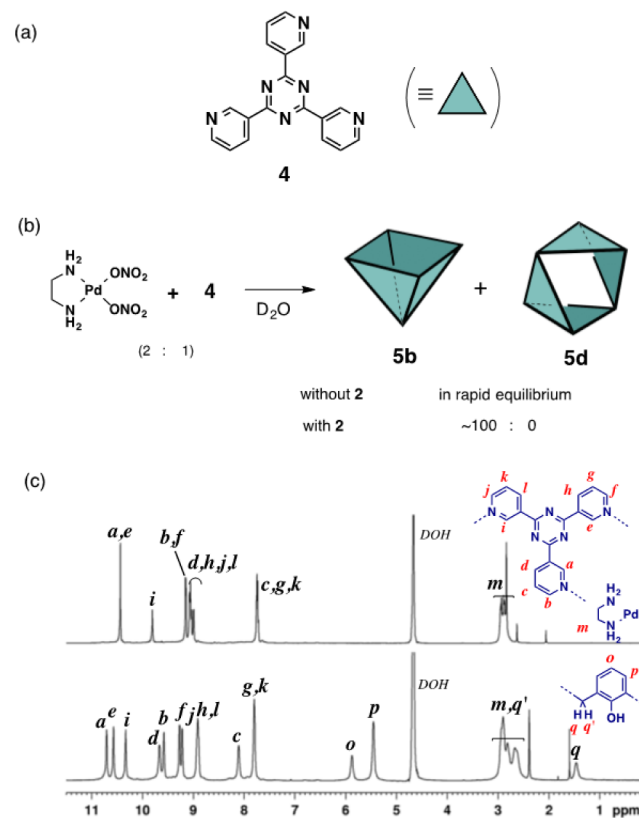 (a)
N
N N
N N
N
4
(≡ )
(b)
H2
N
Pd
N
H2
ONO2
ONO2
+ 4
D2O
(2 : 1)
+
5b 5d
without 2 in rapid equilibrium
with 2 ~100 : 0
(c)
a,e
i
b,f
d,h,j,l
c,g,k
DOH
m
j k l
i
h g f
e
N N
N N
N
N
d a
c b
NH2
Pd
N
H2
m
a e i
d b f j h,l
c
g,k
DOH
o
p
m,q'
q
o
p
H H OH
q q'
11 10 9 8 7 6 5 4 3 2 1 ppm